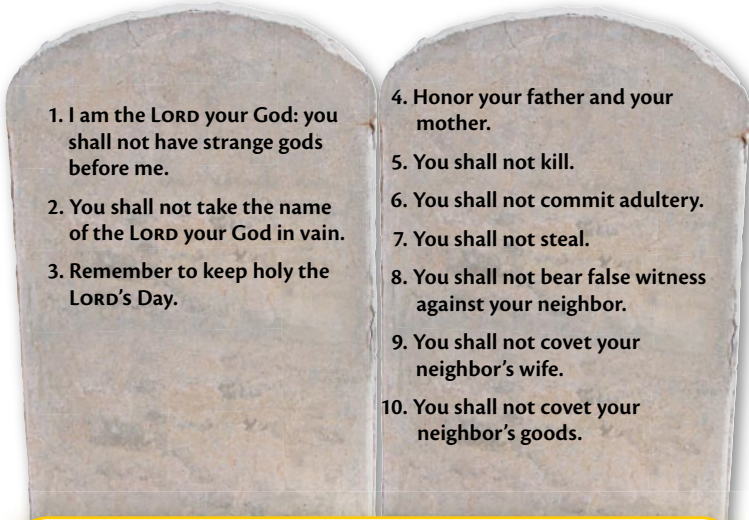 1. I am the LORD your God: you
shall not have strange gods
before me.
2. You shall not take the name
of the LORD your God in vain.
3. Remember to keep holy the
LORD's Day.
4. Honor your father and your
mother.
5. You shall not kill.
6. You shall not commit adultery.
7. You shall not steal.
8. You shall not bear false witness
against your neighbor.
9. You shall not covet your
neighbor's wife.
10. You shall not covet your
neighbor's goods.